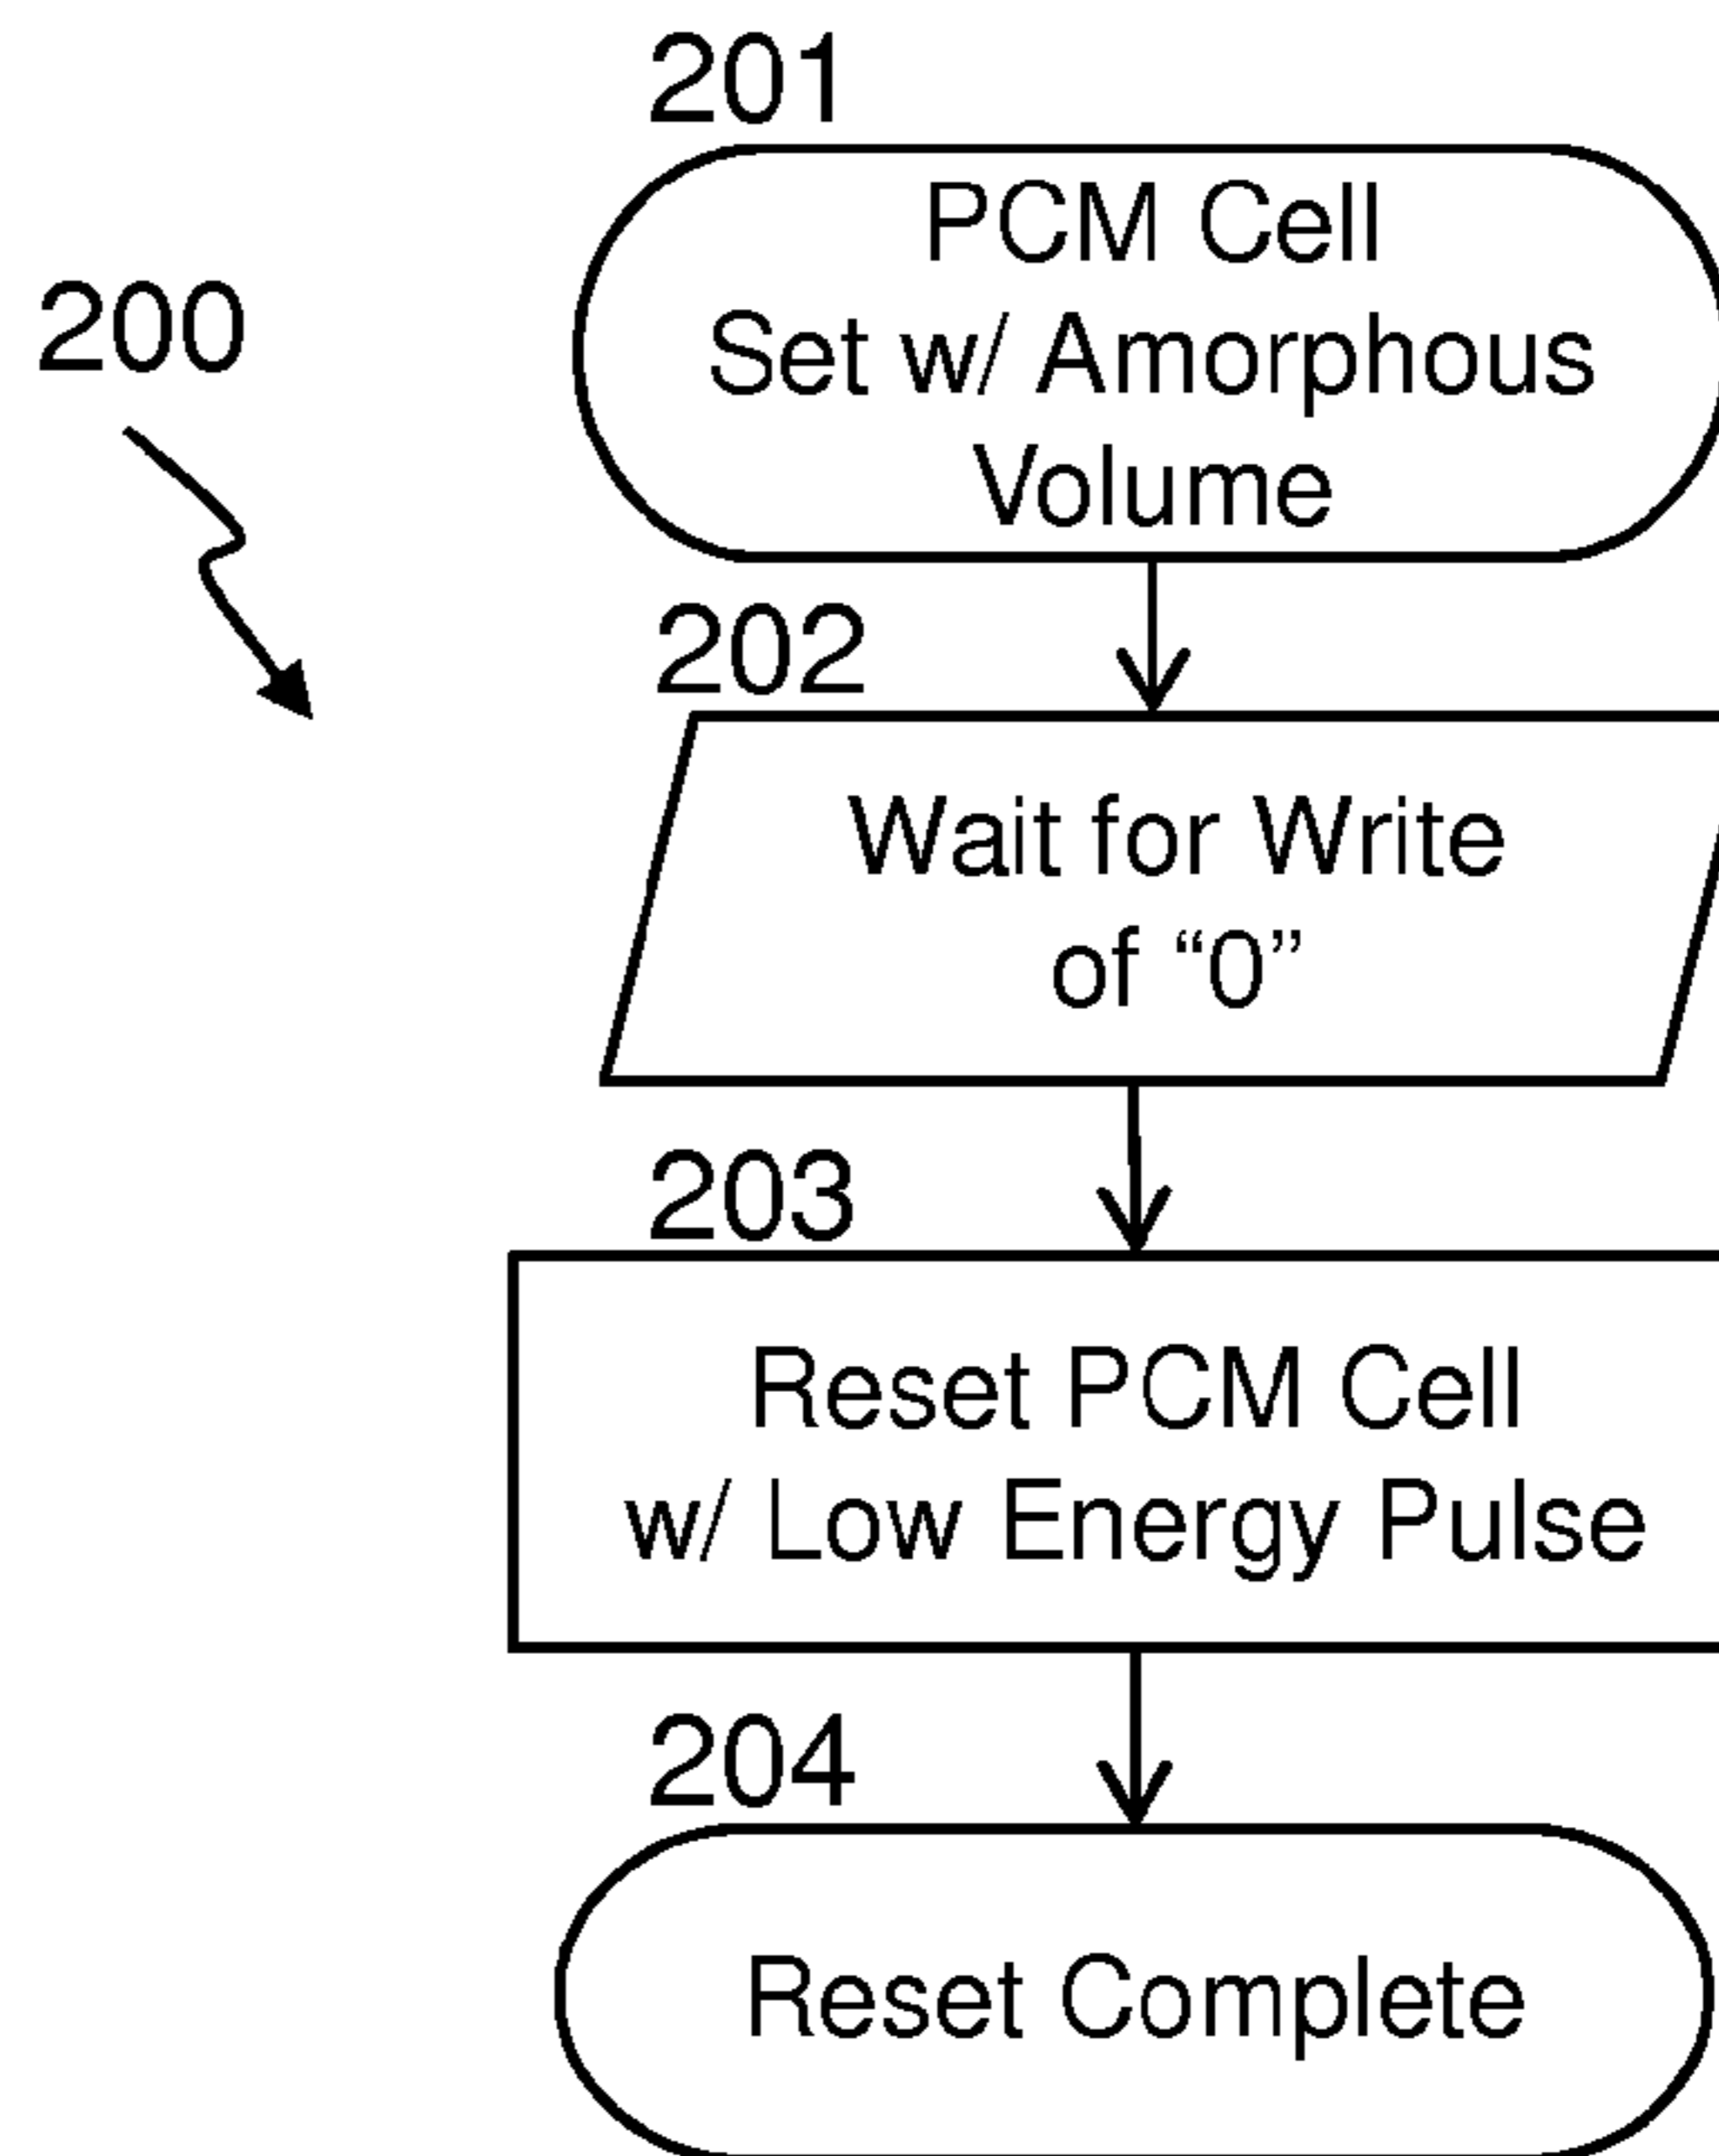 201
PCM Cell
Set w/ Amorphous
Volume
200
202
Wait for Write
of “0”
203
Reset PCM Cell
w/ Low Energy Pulse
204
Reset Complete